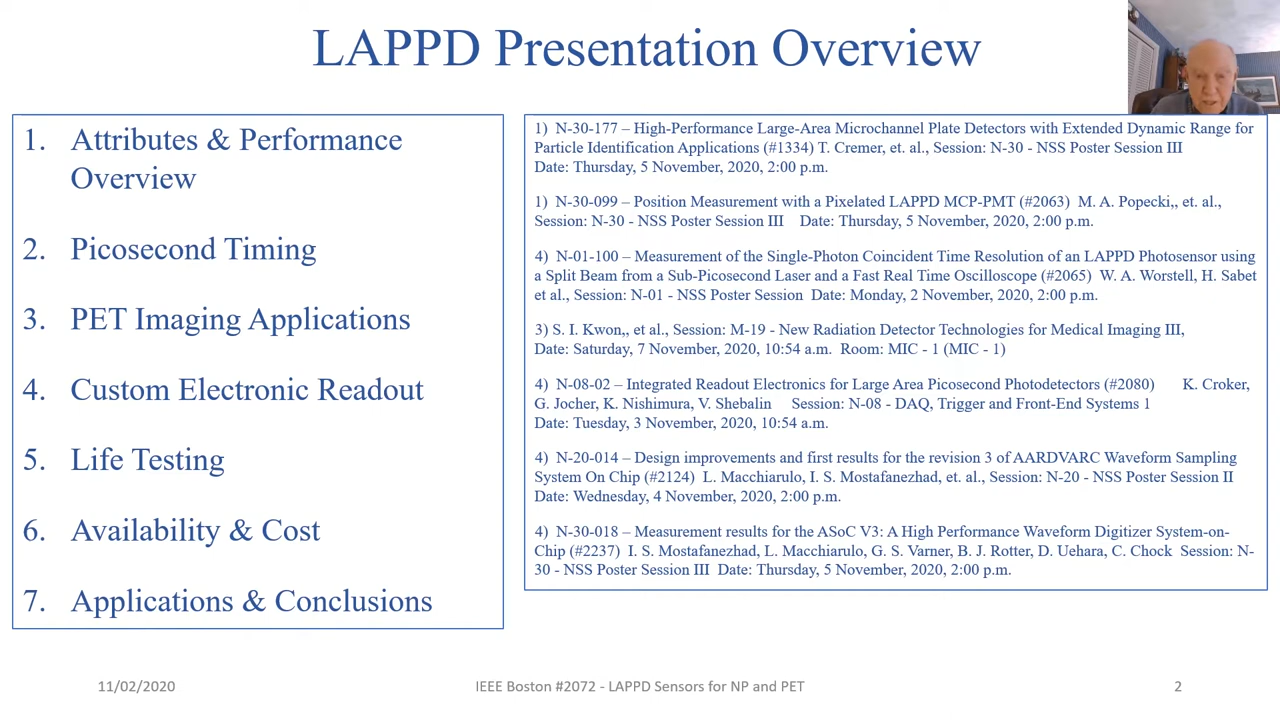 LAPPD Presentation Overview
1. Attributes & Performance
Overview
2. Picosecond Timing
3. PET Imaging Applications
4. Custom Electronic Readout
5. Life Testing
6. Availability & Cost
7. Applications & Conclusions
1) N-30-177 – High-Performance Large-Area Microchannel Plate Detectors with Extended Dynamic Range for
Particle Identification Applications (#1334) T. Cremer, et. al., Session: N-30 - NSS Poster Session III
Date: Thursday, 5 November, 2020, 2:00 p.m.
1) N-30-099 – Position Measurement with a Pixelated LAPPD MCP-PMT (#2063) M. A. Popecki,, et. al.,
Session: N-30 - NSS Poster Session III Date: Thursday, 5 November, 2020, 2:00 p.m.
4) N-01-100 – Measurement of the Single-Photon Coincident Time Resolution of an LAPPD Photosensor using
a Split Beam from a Sub-Picosecond Laser and a Fast Real Time Oscilloscope (#2065) W. A. Worstell, H. Sabet
et al., Session: N-01 - NSS Poster Session Date: Monday, 2 November, 2020, 2:00 p.m.
3) S. I. Kwon,, et al., Session: M-19 - New Radiation Detector Technologies for Medical Imaging III,
Date: Saturday, 7 November, 2020, 10:54 a.m. Room: MIC - 1 (MIC - 1)
4) N-08-02 – Integrated Readout Electronics for Large Area Picosecond Photodetectors (#2080) K. Croker,
G. Jocher, K. Nishimura, V. Shebalin Session: N-08 - DAQ, Trigger and Front-End Systems 1
Date: Tuesday, 3 November, 2020, 10:54 a.m.
4) N-20-014 – Design improvements and first results for the revision 3 of AARDVARC Waveform Sampling
System On Chip (#2124) L. Macchiarulo, I. S. Mostafanezhad, et. al., Session: N-20 - NSS Poster Session II
Date: Wednesday, 4 November, 2020, 2:00 p.m.
4) N-30-018 – Measurement results for the ASoC V3: A High Performance Waveform Digitizer System-on-
Chip (#2237) I. S. Mostafanezhad, L. Macchiarulo, G. S. Varner, B. J. Rotter, D. Uehara, C. Chock Session: N-
30 - NSS Poster Session III Date: Thursday, 5 November, 2020, 2:00 p.m.
11/02/2020
IEEE Boston #2072 - LAPPD Sensors for NP and PET
2